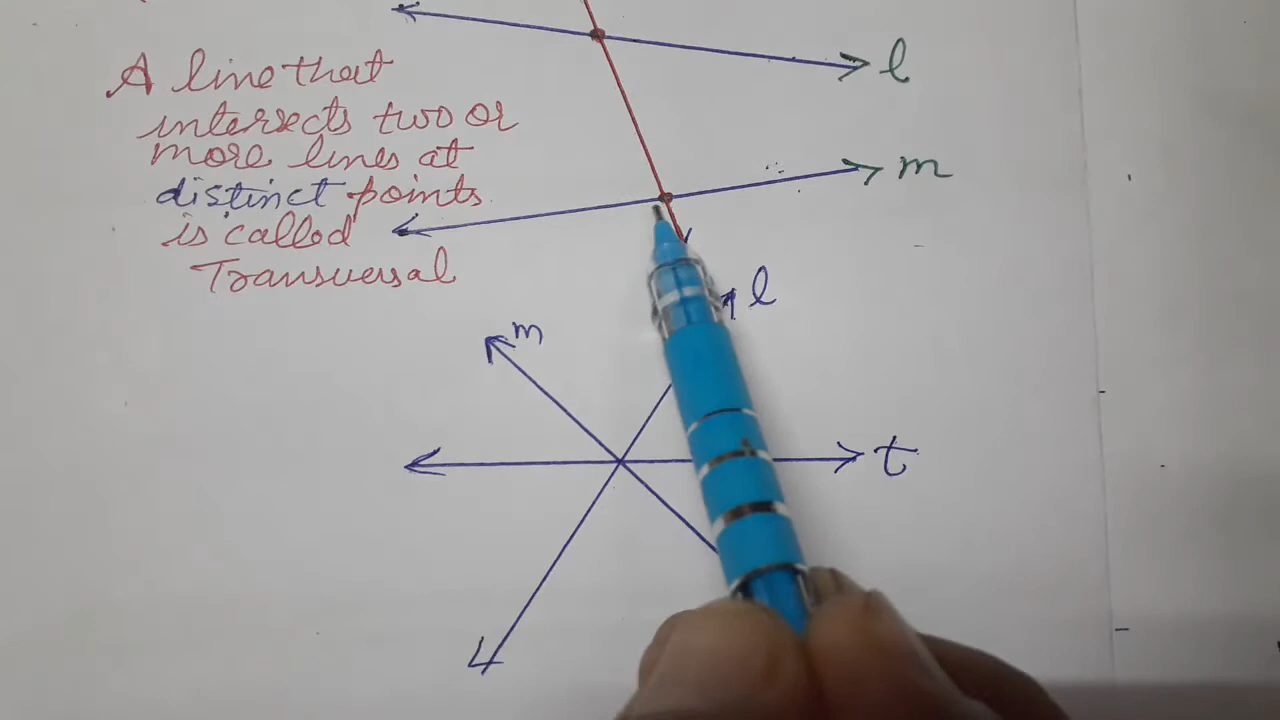 l
A line that
intersects two or
more lines at
distinct points
is called
Transversal
m
l
m
t